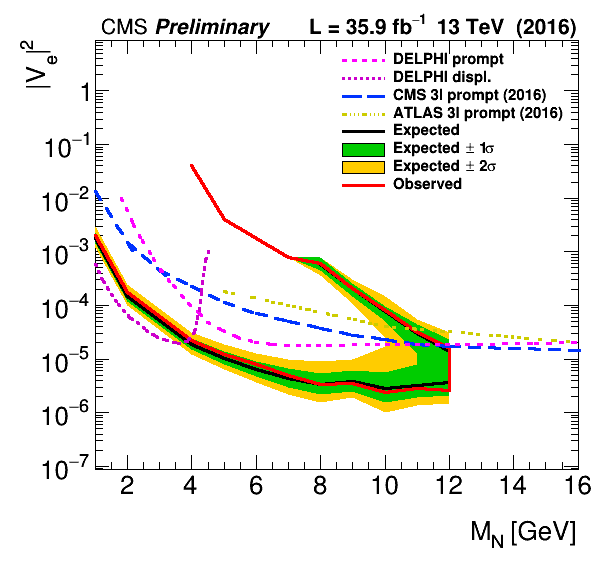 CMS Preliminary L = 35.9 fb⁻¹ 13 TeV (2016)
|Vₑ|²
DELPHI prompt
DELPHI displ.
CMS 3l prompt (2016)
ATLAS 3l prompt (2016)
Expected
Expected ± 1σ
Expected ± 2σ
Observed
1
10⁻¹
10⁻²
10⁻³
10⁻⁴
10⁻⁵
10⁻⁶
10⁻⁷
2 4 6 8 10 12 14 16
M_N [GeV]